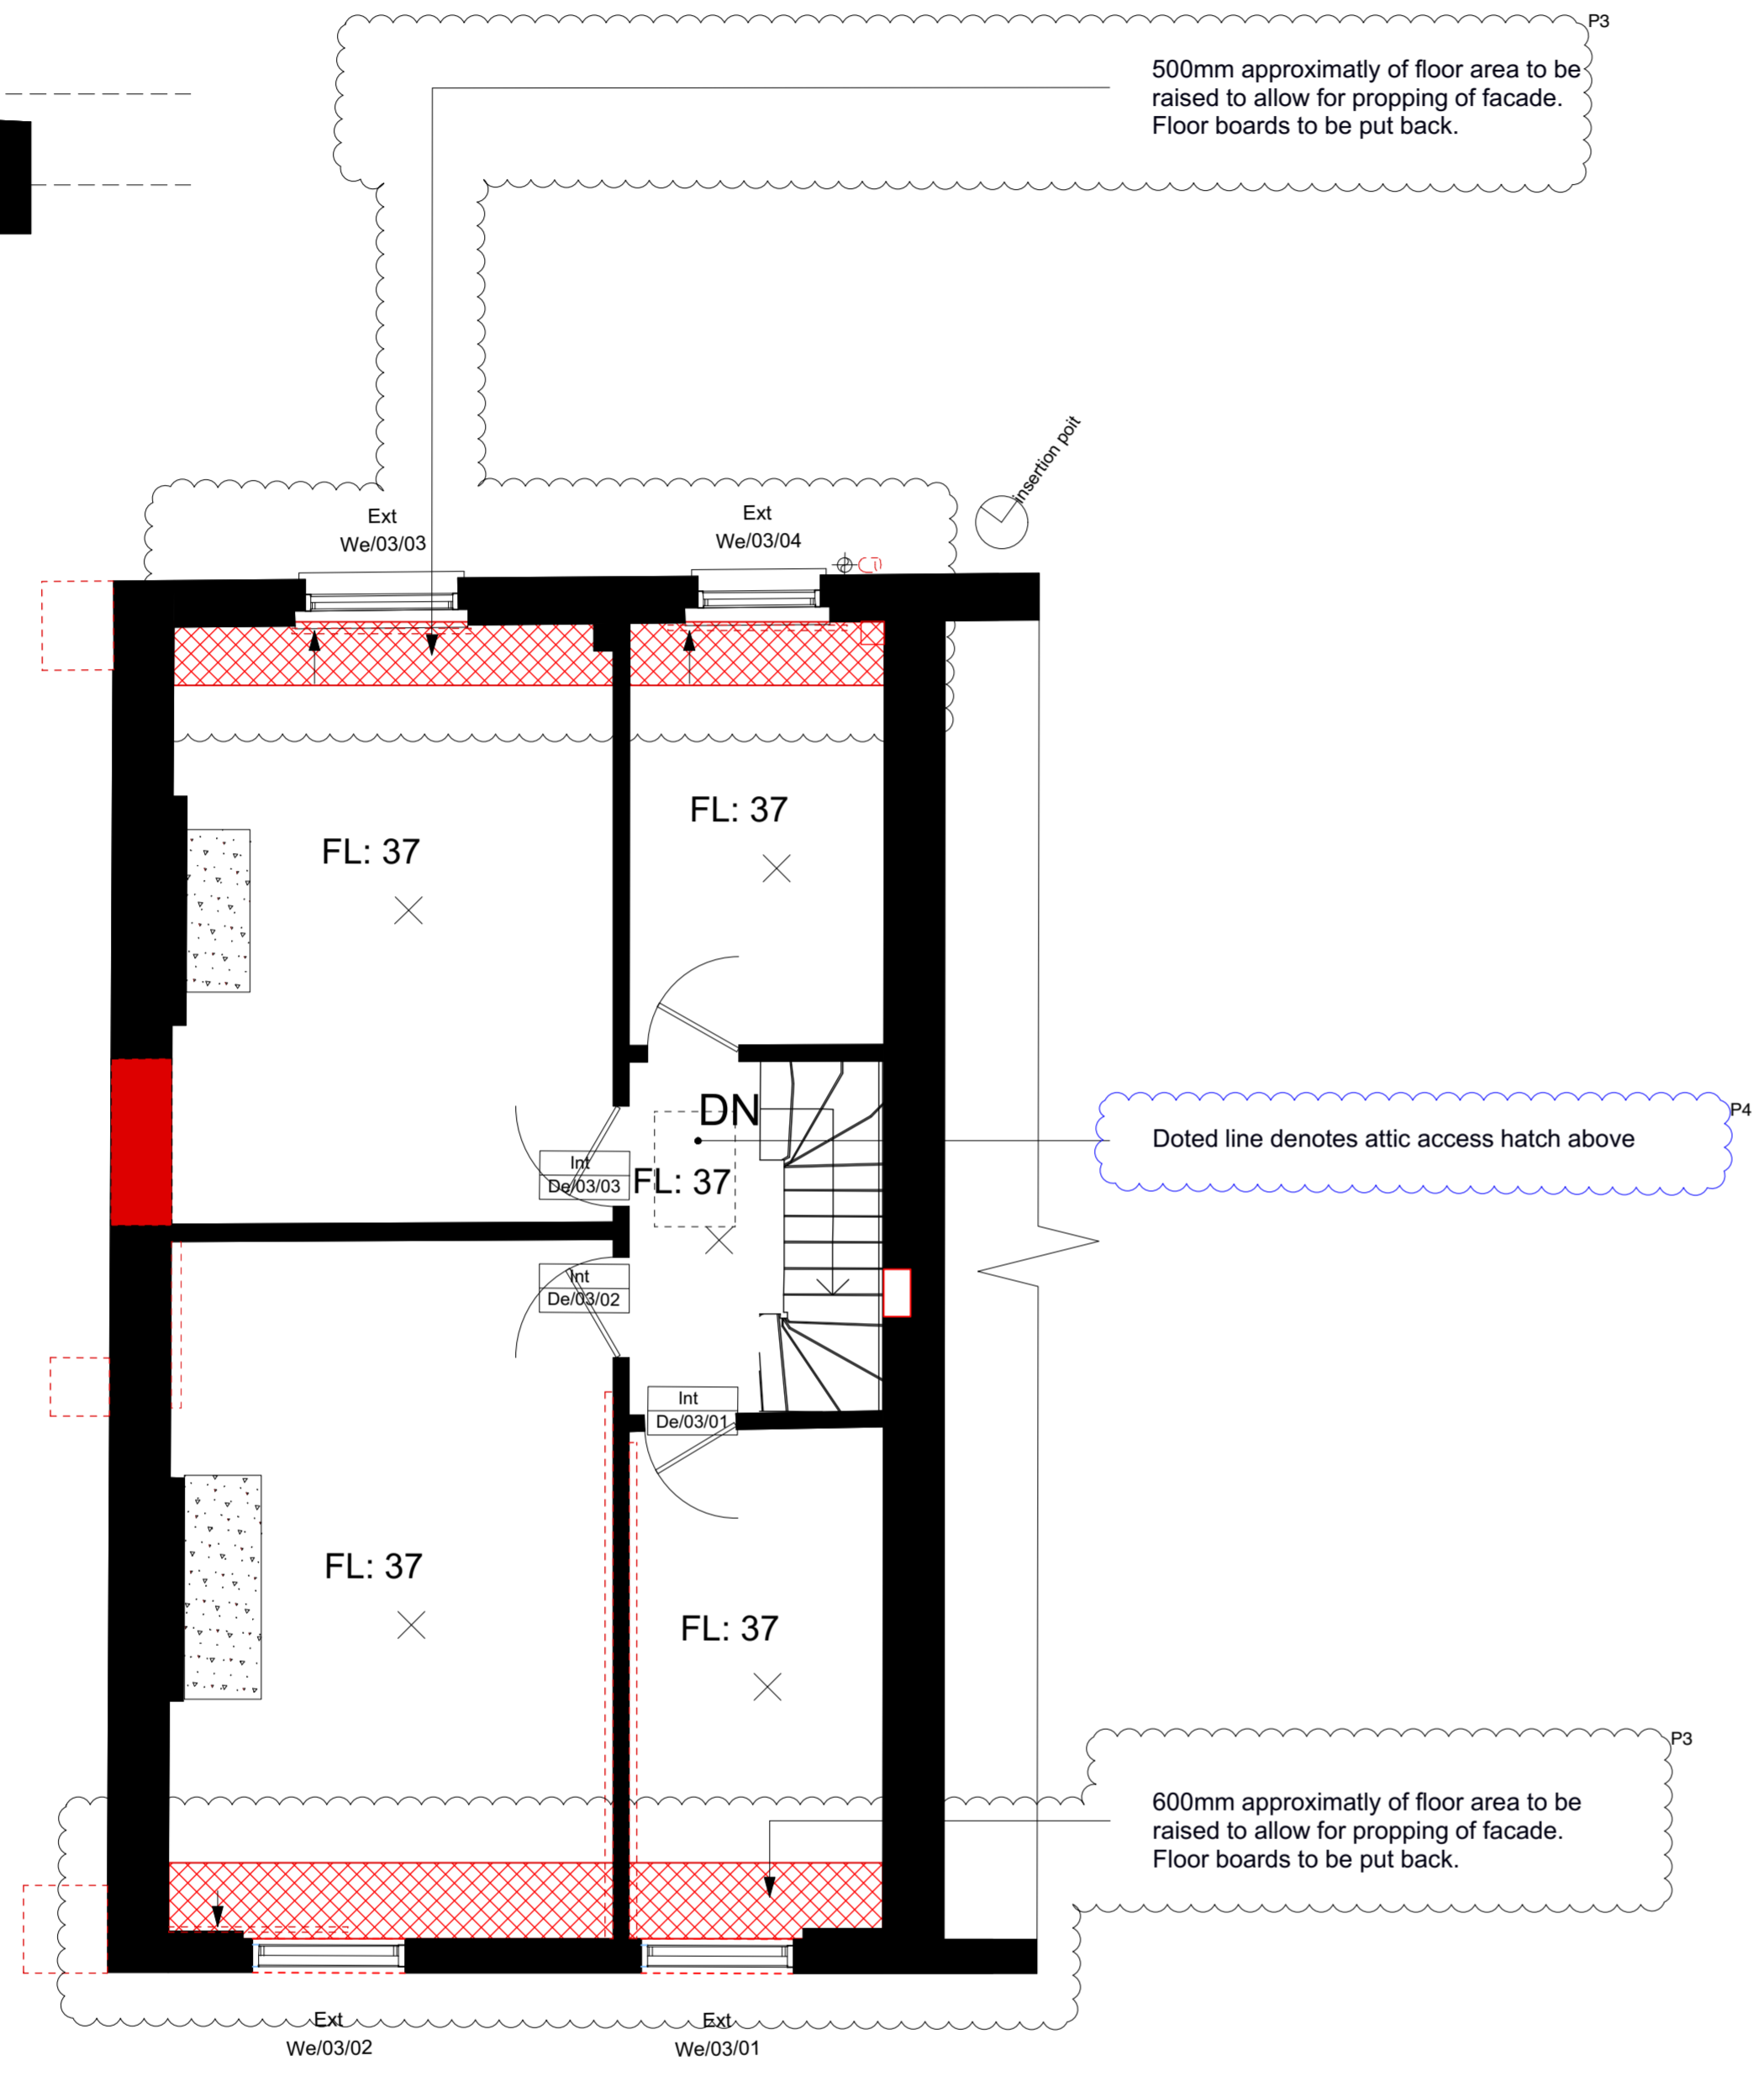 P3
500mm approximatly of floor area to be
raised to allow for propping of facade.
Floor boards to be put back.
insertion poit
Ext
We/03/03
Ext
We/03/04
FL: 37
FL: 37
DN
P4
Doted line denotes attic access hatch above
Int
De/03/03
FL: 37
Int
De/03/02
Int
De/03/01
FL: 37
FL: 37
P3
600mm approximatly of floor area to be
raised to allow for propping of facade.
Floor boards to be put back.
Ext
We/03/02
Ext
We/03/01